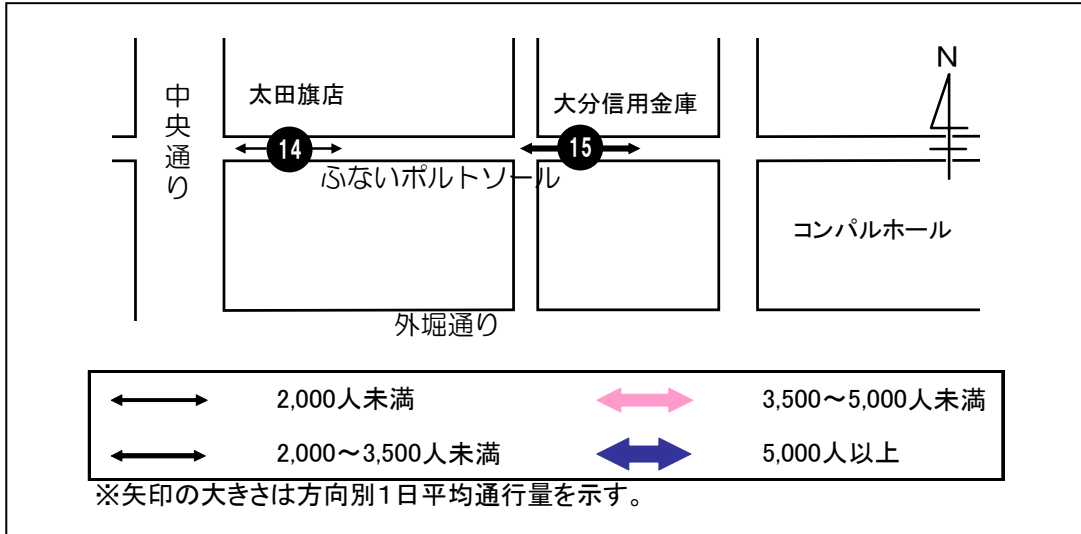 N
中央通り
太田旗店
大分信用金庫
14
15
ふないポルトソール
コンパルホール
外堀通り
2,000人未満
3,500～5,000人未満
2,000～3,500人未満
5,000人以上
※矢印の大きさは方向別1日平均通行量を示す。